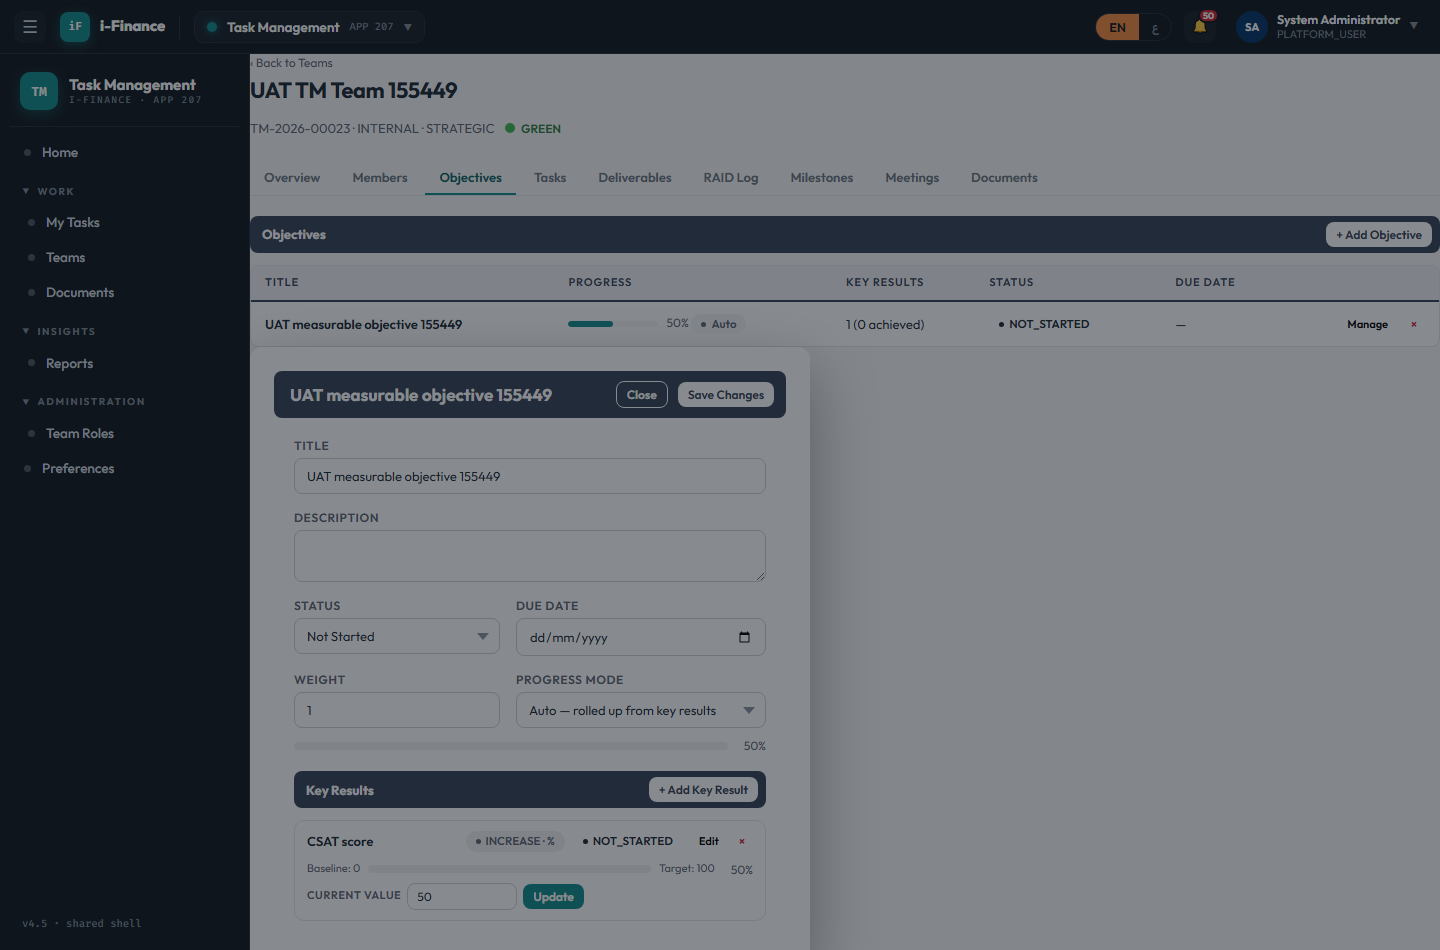 ☰ iF i-Finance Task Management APP 207 ▼ EN ع 50 SA System Administrator ▼
PLATFORM_USER
TM Task Management
I-FINANCE · APP 207
Home
▼ WORK
My Tasks
Teams
Documents
▼ INSIGHTS
Reports
▼ ADMINISTRATION
Team Roles
Preferences
v4.5 · shared shell
‹ Back to Teams
UAT TM Team 155449
TM-2026-00023 · INTERNAL · STRATEGIC GREEN
Overview Members Objectives Tasks Deliverables RAID Log Milestones Meetings Documents
Objectives + Add Objective
TITLE PROGRESS KEY RESULTS STATUS DUE DATE
UAT measurable objective 155449 50% Auto 1 (0 achieved) NOT_STARTED — Manage ×
UAT measurable objective 155449 Close Save Changes
TITLE
UAT measurable objective 155449
DESCRIPTION
STATUS DUE DATE
Not Started dd/mm/yyyy
WEIGHT PROGRESS MODE
1 Auto — rolled up from key results
50%
Key Results + Add Key Result
CSAT score INCREASE · % NOT_STARTED Edit ×
Baseline: 0 Target: 100 50%
CURRENT VALUE 50 Update